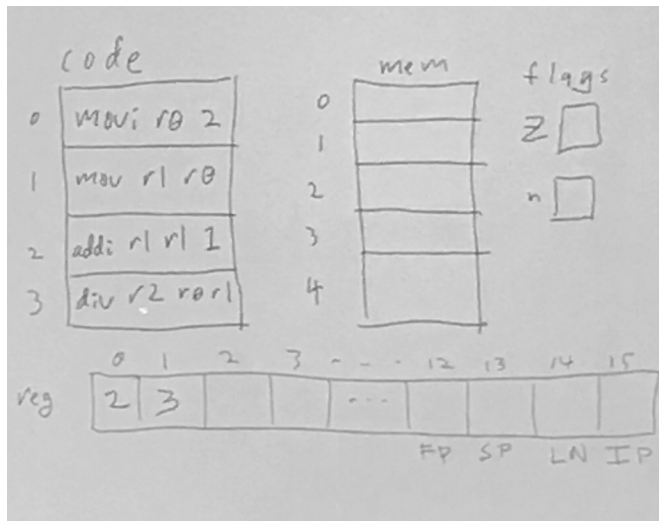 code
0 movi r0 2
1 mov r1 r0
2 addi r1 r1 1
3 div r2 r0 r1
mem
0
1
2
3
4
flags
Z
n
0 1 2 3 - - - 12 13 14 15
reg 2 3 ...
FP SP LN IP